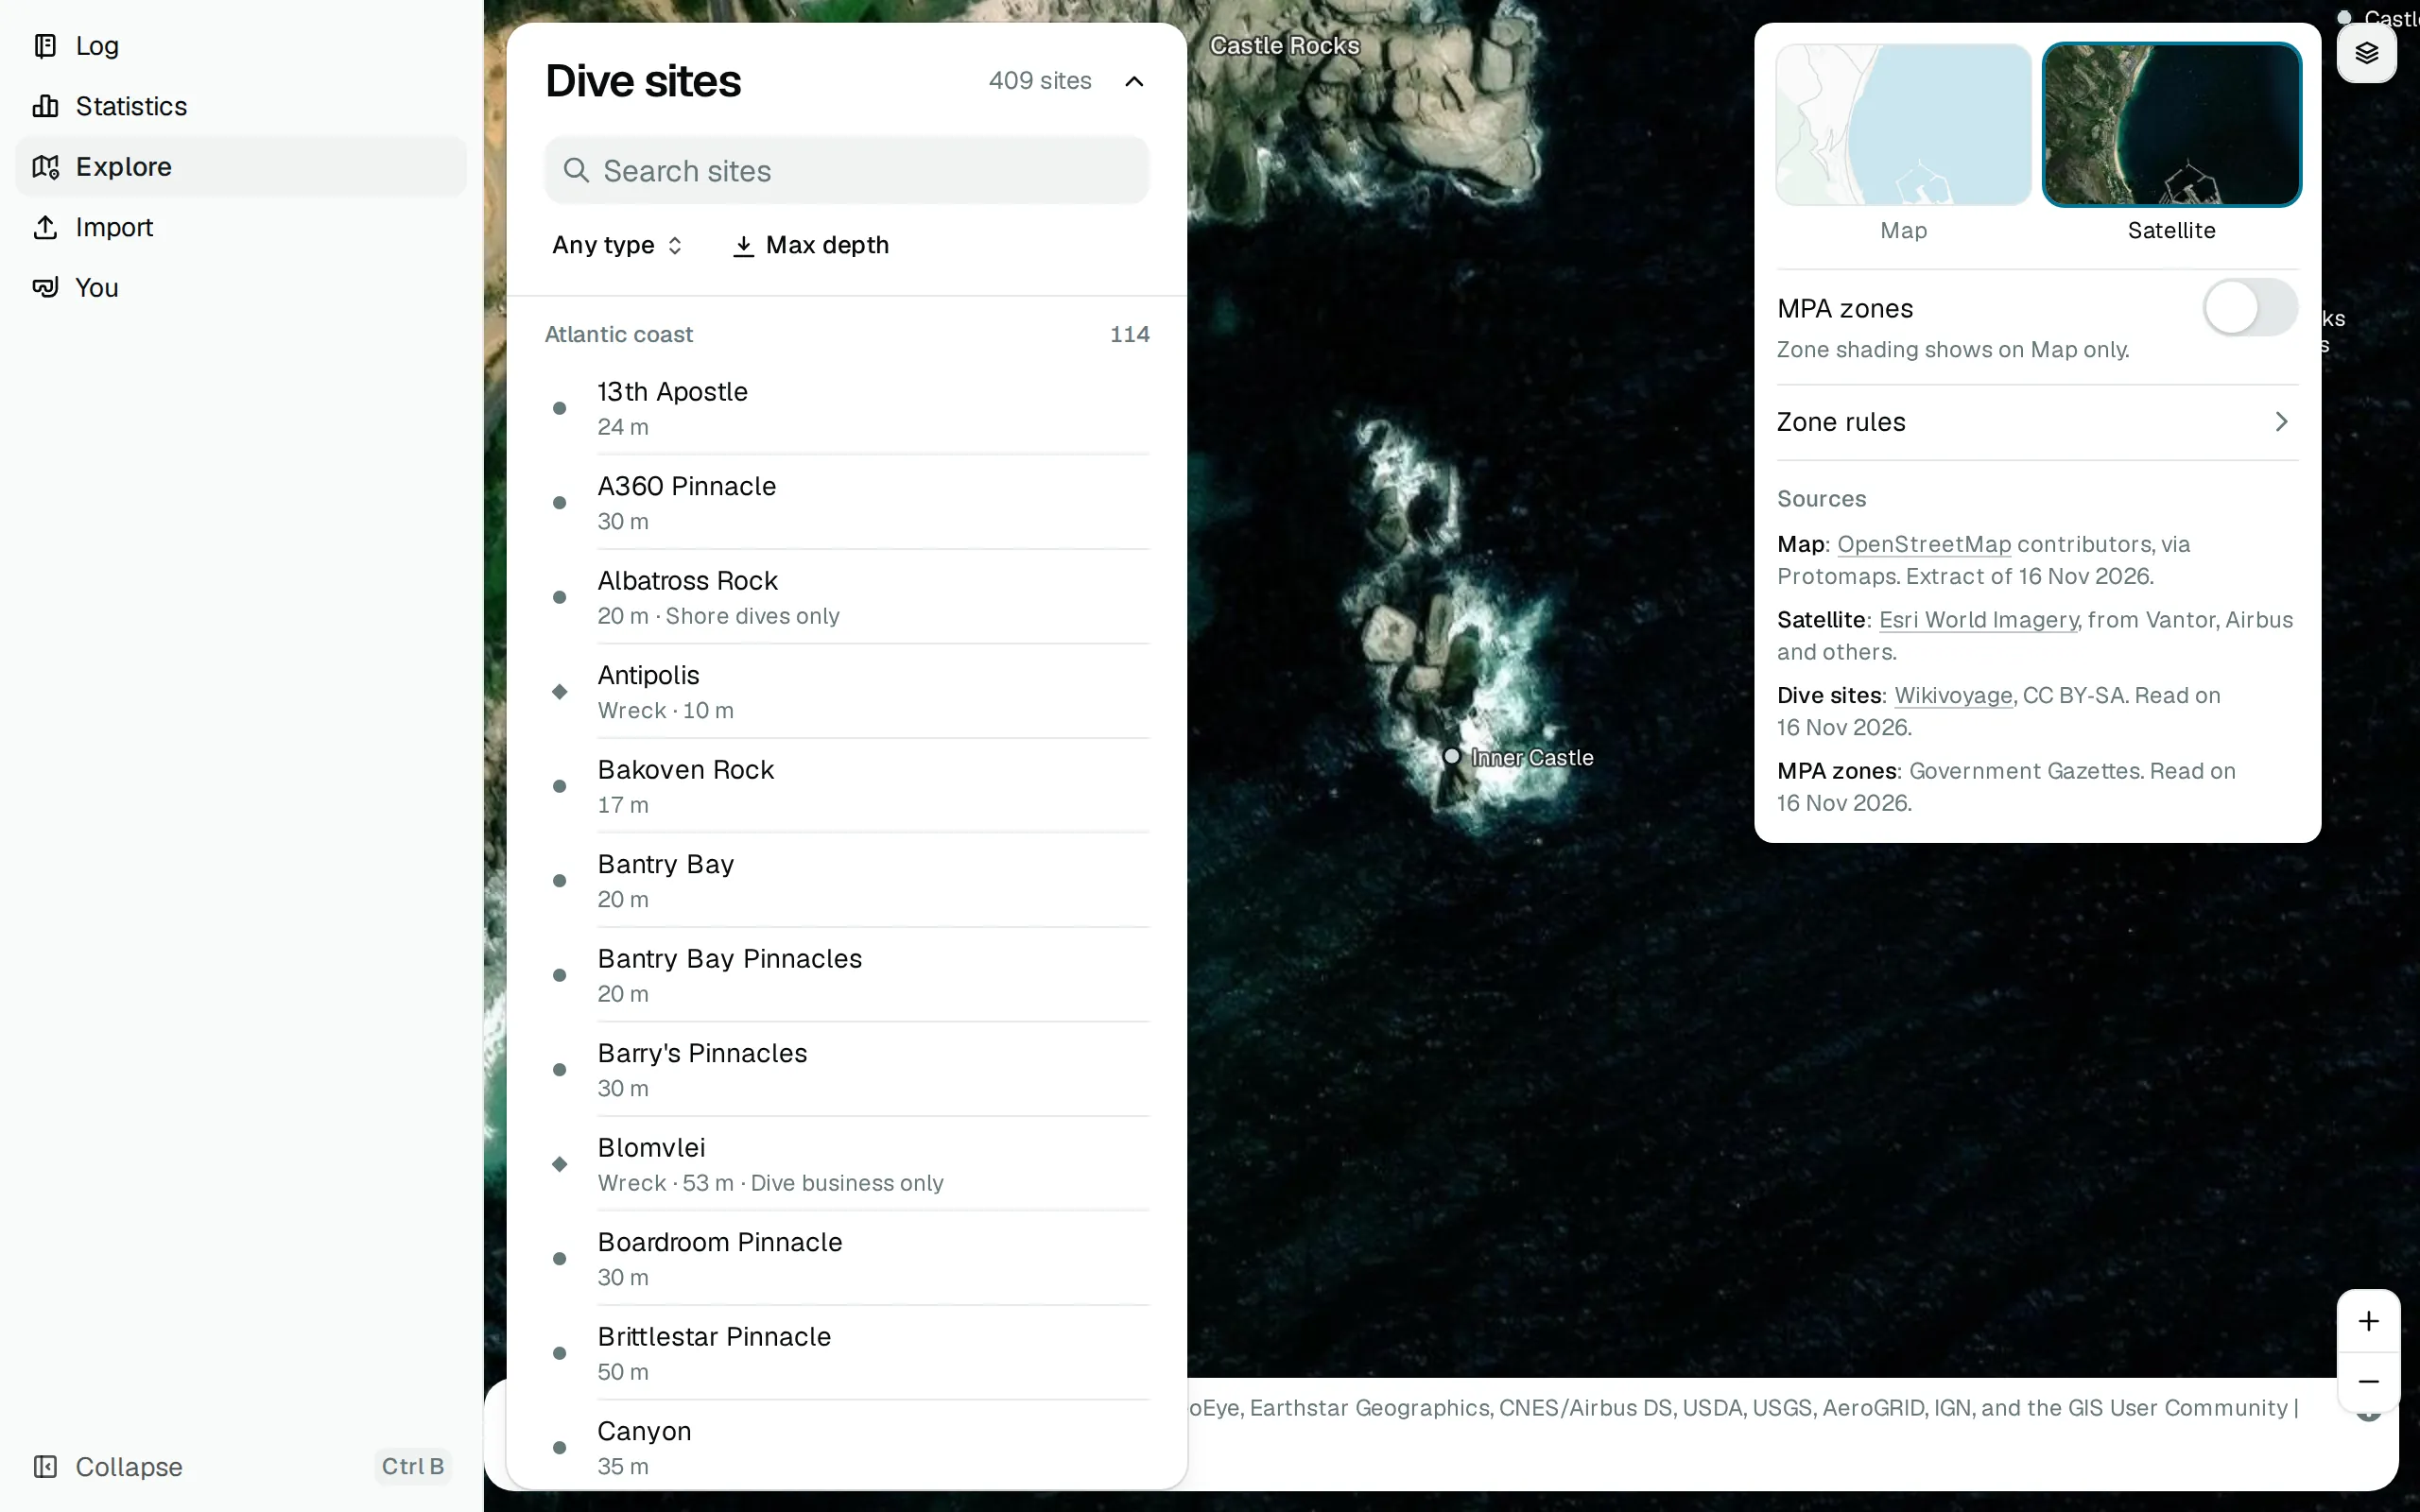 Log
Statistics
Explore
Import
You
Collapse
Ctrl B
Dive sites
409 sites
Search sites
Any type
Max depth
Atlantic coast
114
13th Apostle
24 m
A360 Pinnacle
30 m
Albatross Rock
20 m · Shore dives only
Antipolis
Wreck · 10 m
Bakoven Rock
17 m
Bantry Bay
20 m
Bantry Bay Pinnacles
20 m
Barry's Pinnacles
30 m
Blomvlei
Wreck · 53 m · Dive business only
Boardroom Pinnacle
30 m
Brittlestar Pinnacle
50 m
Canyon
35 m
Castle Rocks
Inner Castle
Map
Satellite
MPA zones
Zone shading shows on Map only.
Zone rules
Sources
Map: OpenStreetMap contributors, via
Protomaps. Extract of 16 Nov 2026.
Satellite: Esri World Imagery, from Vantor, Airbus
and others.
Dive sites: Wikivoyage, CC BY-SA. Read on
16 Nov 2026.
MPA zones: Government Gazettes. Read on
16 Nov 2026.
Earthstar Geographics, CNES/Airbus DS, USDA, USGS, AeroGRID, IGN, and the GIS User Community |